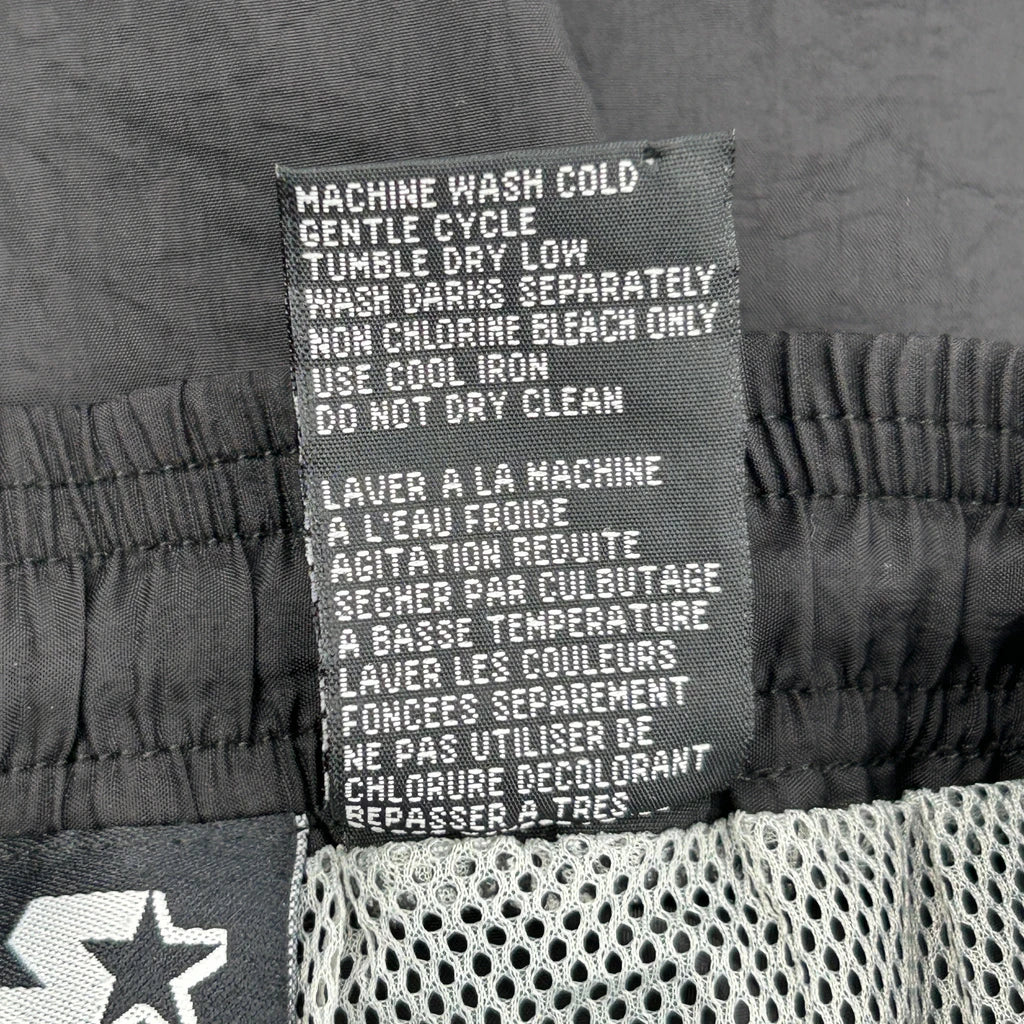 MACHINE WASH COLD
GENTLE CYCLE
TUMBLE DRY LOW
WASH DARKS SEPARATELY
NON CHLORINE BLEACH ONLY
USE COOL IRON
DO NOT DRY CLEAN
LAVER A LA MACHINE
A L'EAU FROIDE
AGITATION REDUITE
SECHER PAR CULBUTAGE
A BASSE TEMPERATURE
LAVER LES COULEURS
FONCEES SEPAREMENT
NE PAS UTILISER DE
CHLORURE DECOLORANT
REPASSER A TRES